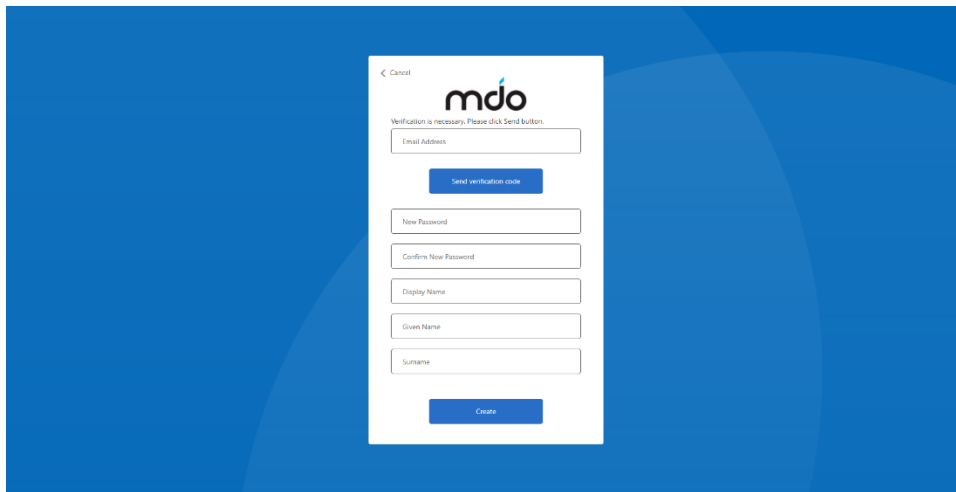 Cancel
mdo
Verification is necessary. Please click Send button.
Email Address
Send verification code
New Password
Confirm New Password
Display Name
Given Name
Surname
Create